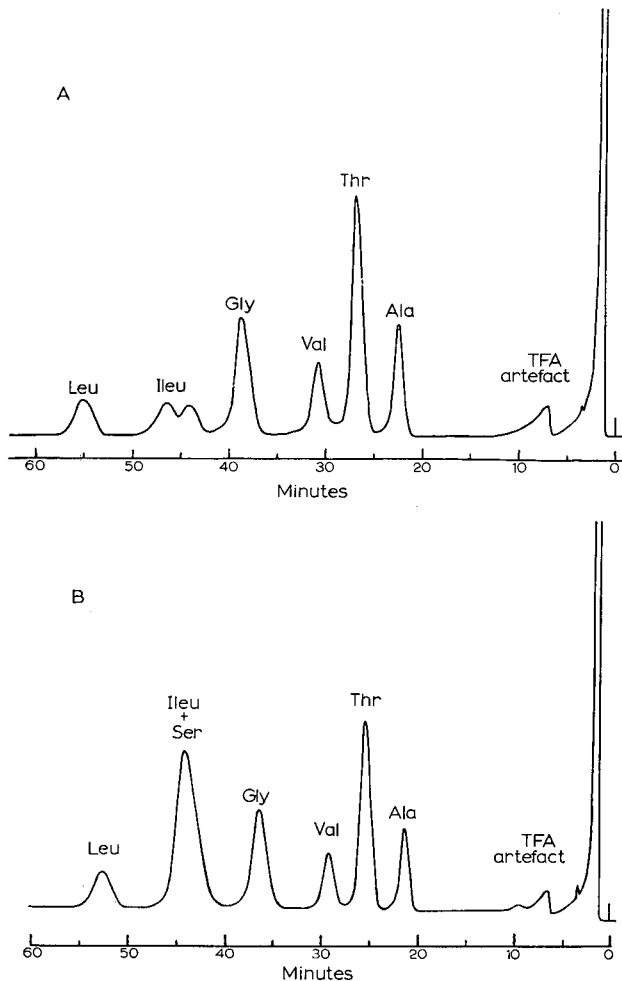 A
Thr
Gly
Ala
Val
TFA
artefact
Leu
Ileu
60 50 40 30 20 10 0
Minutes
B
Ileu
+
Ser
Thr
Gly
Ala
Val
TFA
artefact
Leu
60 50 40 30 20 10 0
Minutes